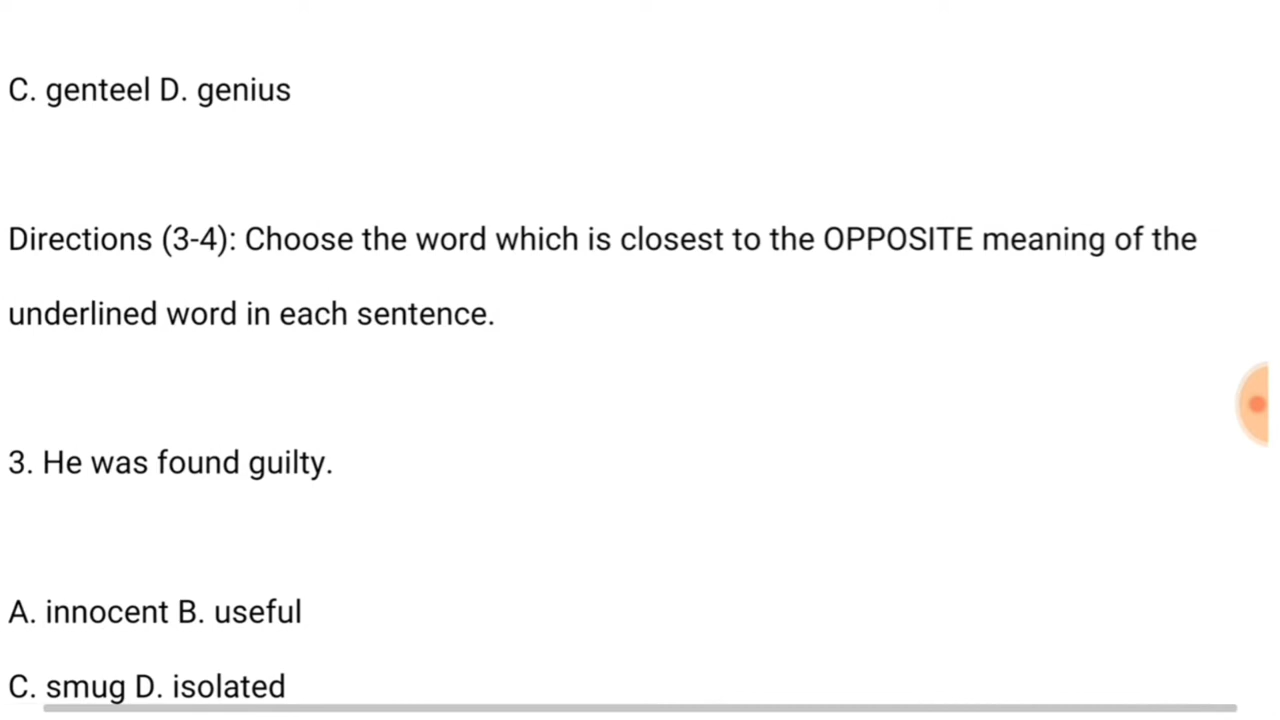 C. genteel D. genius
Directions (3-4): Choose the word which is closest to the OPPOSITE meaning of the
underlined word in each sentence.
3. He was found guilty.
A. innocent B. useful
C. smug D. isolated